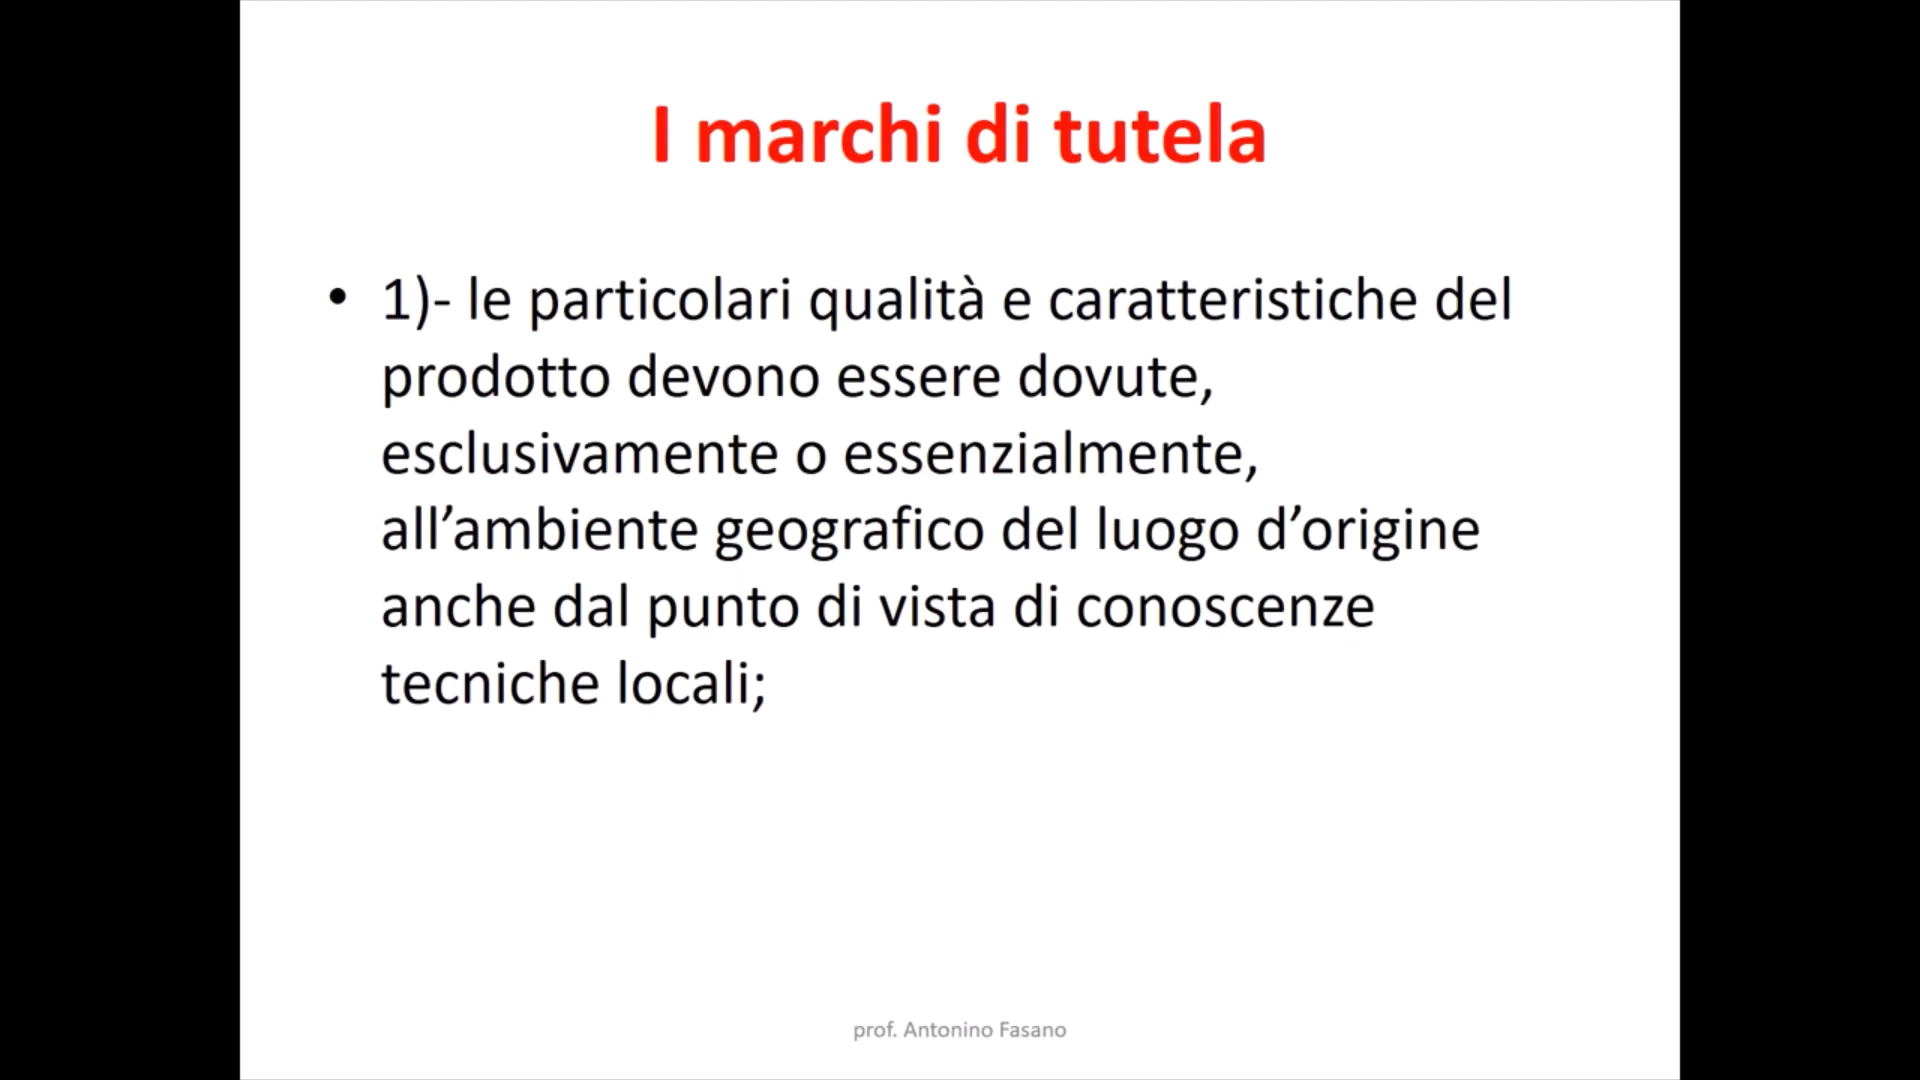 I marchi di tutela
• 1)- le particolari qualità e caratteristiche del
prodotto devono essere dovute,
esclusivamente o essenzialmente,
all’ambiente geografico del luogo d’origine
anche dal punto di vista di conoscenze
tecniche locali;
prof. Antonino Fasano